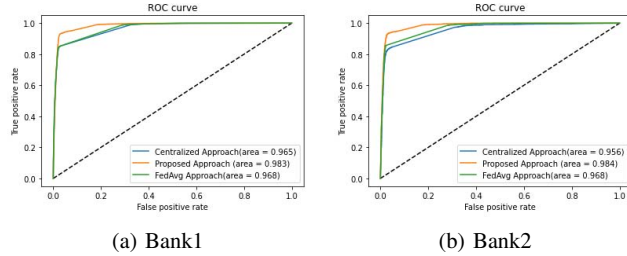 ROC curve
True positive rate
1.0
0.8
0.6
0.4
0.2
0.0
Centralized Approach(area = 0.965)
Proposed Approach (area = 0.983)
FedAvg Approach(area = 0.968)
0.0 0.2 0.4 0.6 0.8 1.0
False positive rate
(a) Bank1
ROC curve
True positive rate
1.0
0.8
0.6
0.4
0.2
0.0
Centralized Approach(area = 0.956)
Proposed Approach (area = 0.984)
FedAvg Approach(area = 0.968)
0.0 0.2 0.4 0.6 0.8 1.0
False positive rate
(b) Bank2